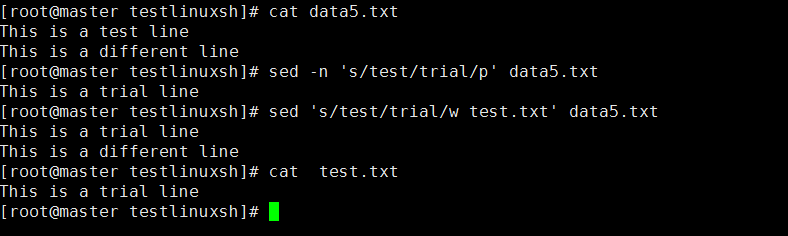 [root@master testlinuxsh]# cat data5.txt
This is a test line
This is a different line
[root@master testlinuxsh]# sed -n 's/test/trial/p' data5.txt
This is a trial line
[root@master testlinuxsh]# sed 's/test/trial/w test.txt' data5.txt
This is a trial line
This is a different line
[root@master testlinuxsh]# cat  test.txt
This is a trial line
[root@master testlinuxsh]#